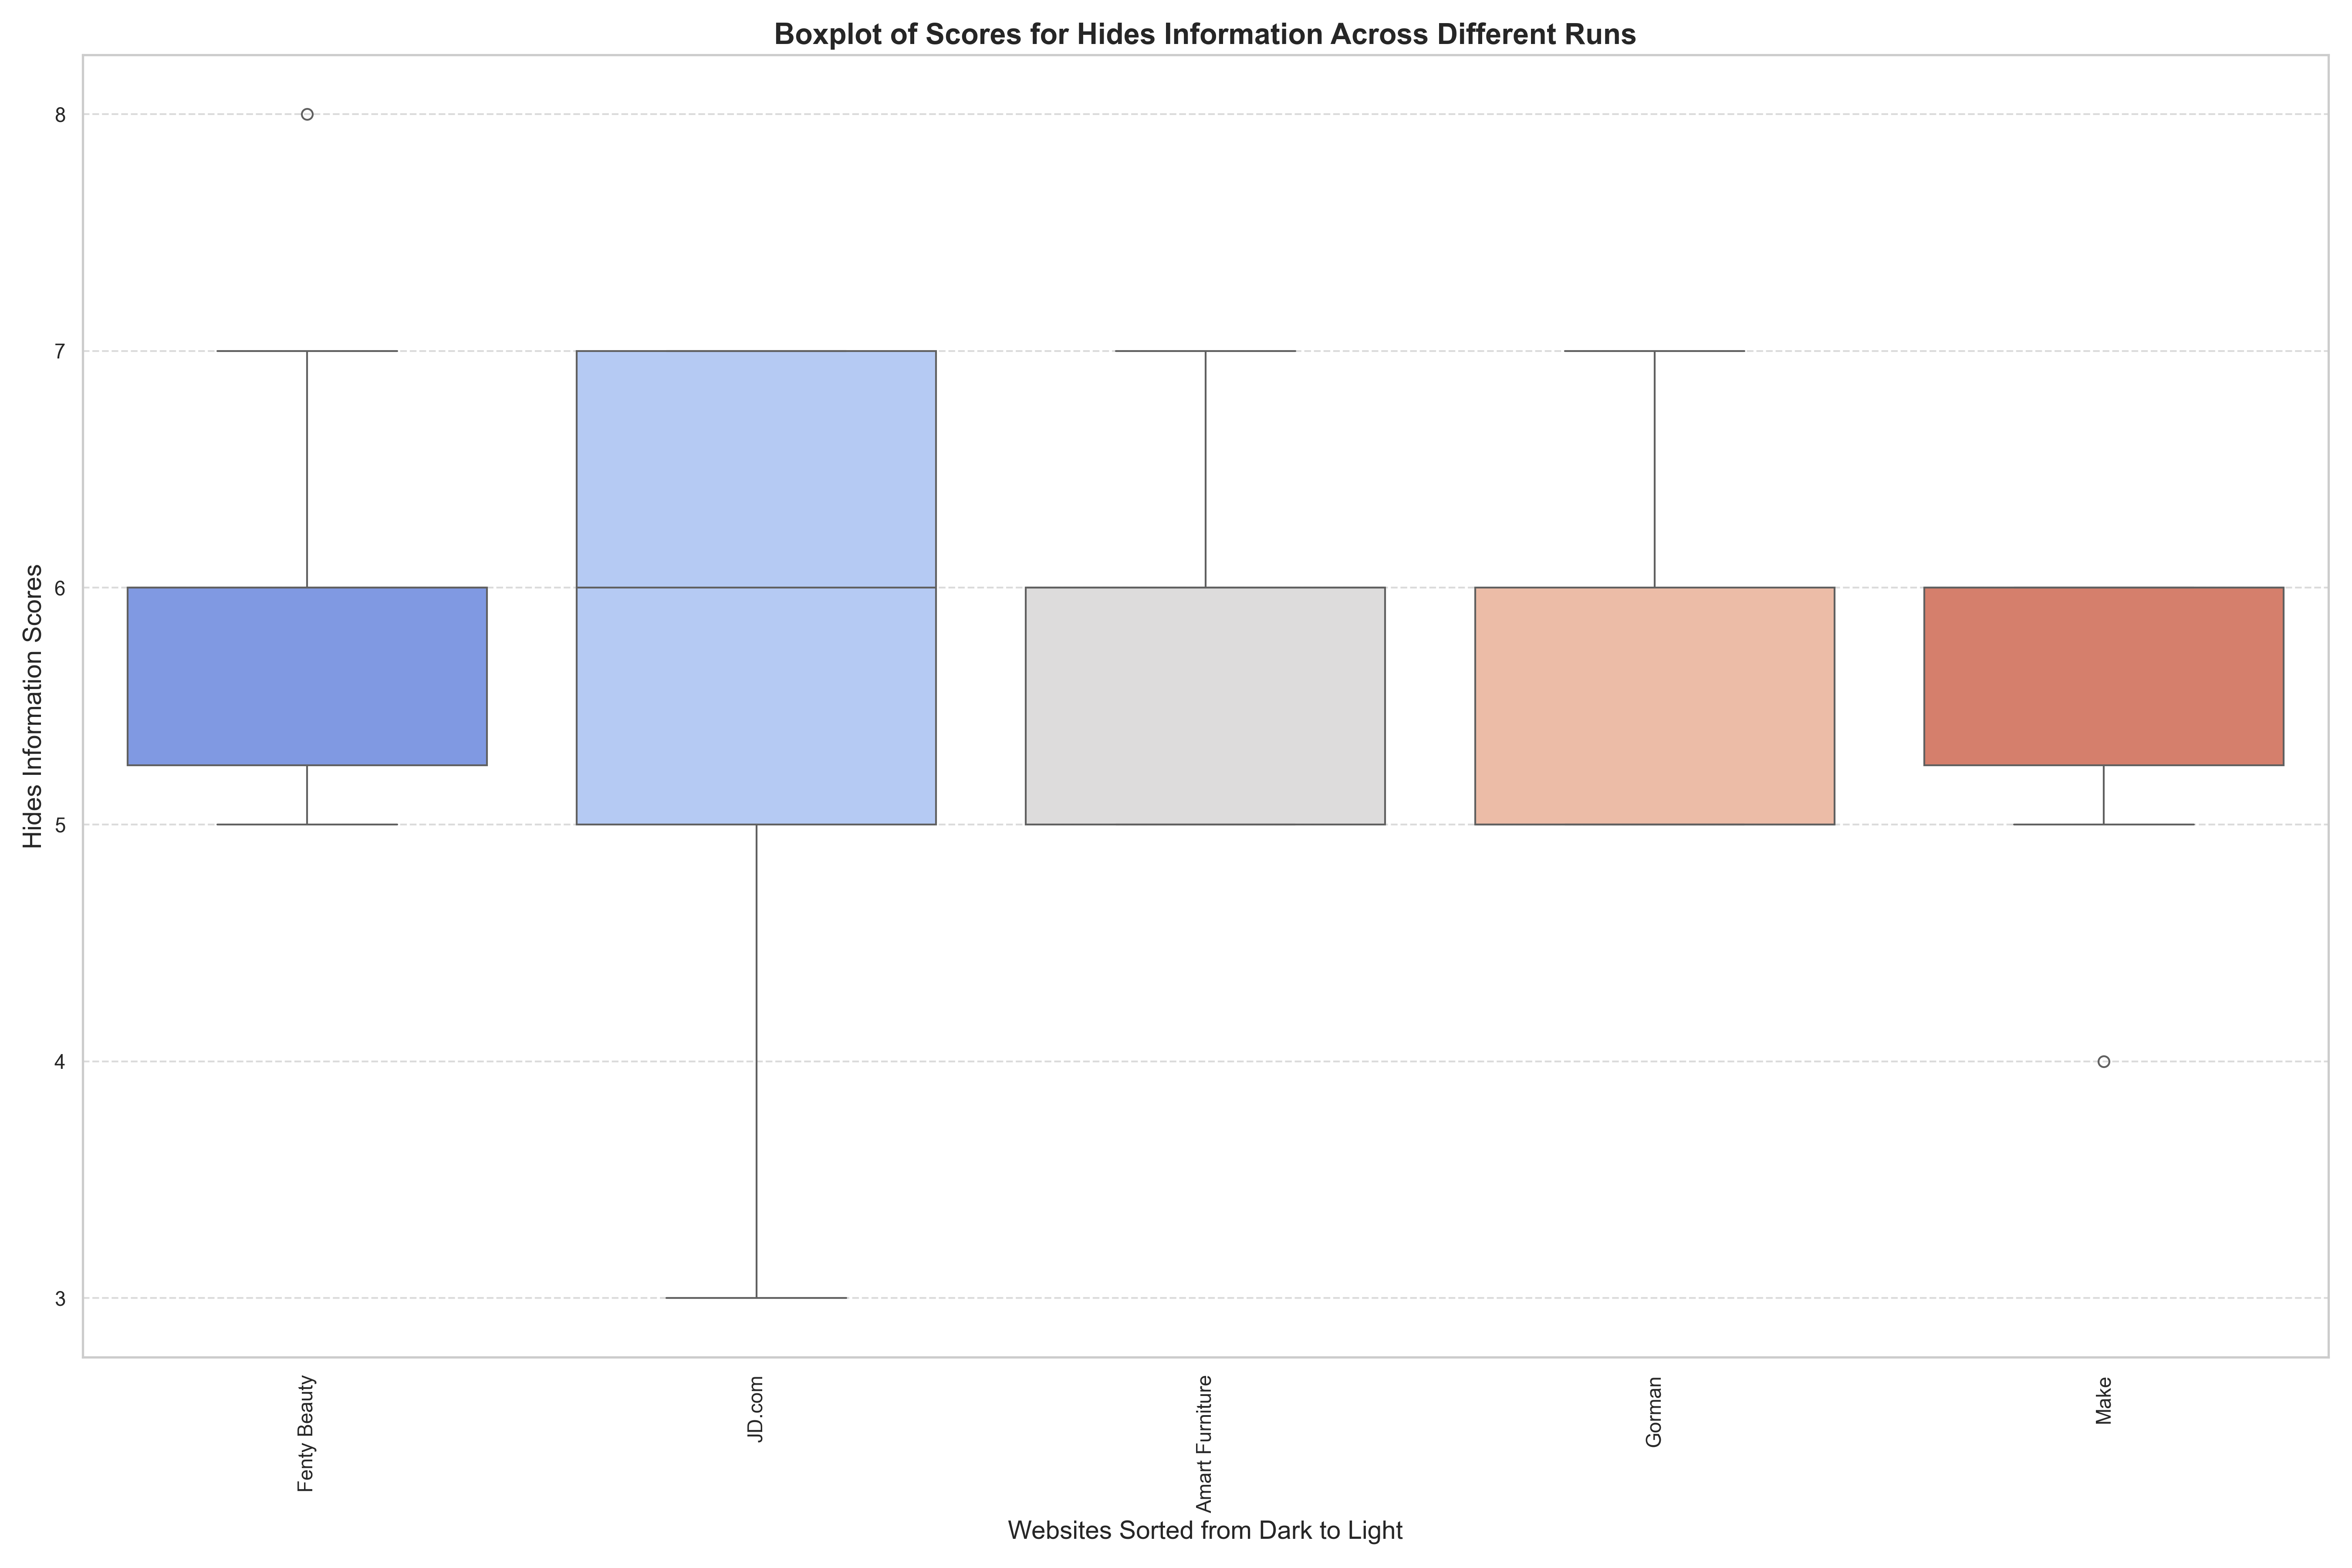 Boxplot of Scores for Hides Information Across Different Runs
Hides Information Scores
8
7
6
5
4
3
Fenty Beauty
JD.com
Amart Furniture
Gorman
Make
Websites Sorted from Dark to Light